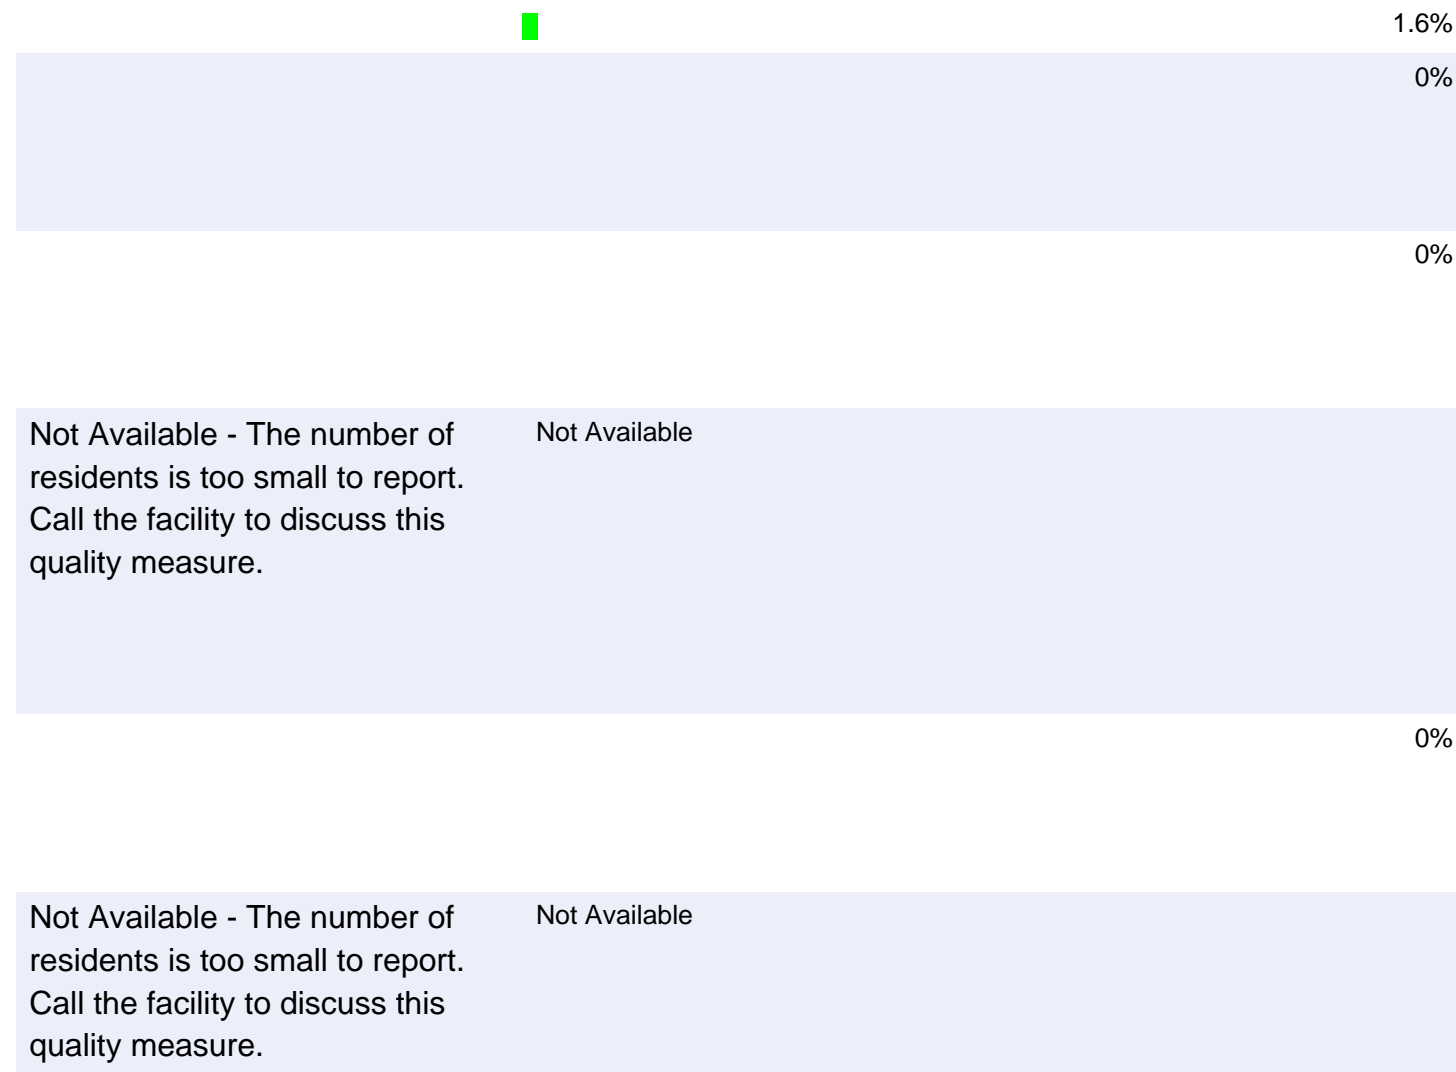 1.6%
0%
0%
Not Available - The number of
residents is too small to report.
Call the facility to discuss this
quality measure.
Not Available
0%
Not Available - The number of
residents is too small to report.
Call the facility to discuss this
quality measure.
Not Available